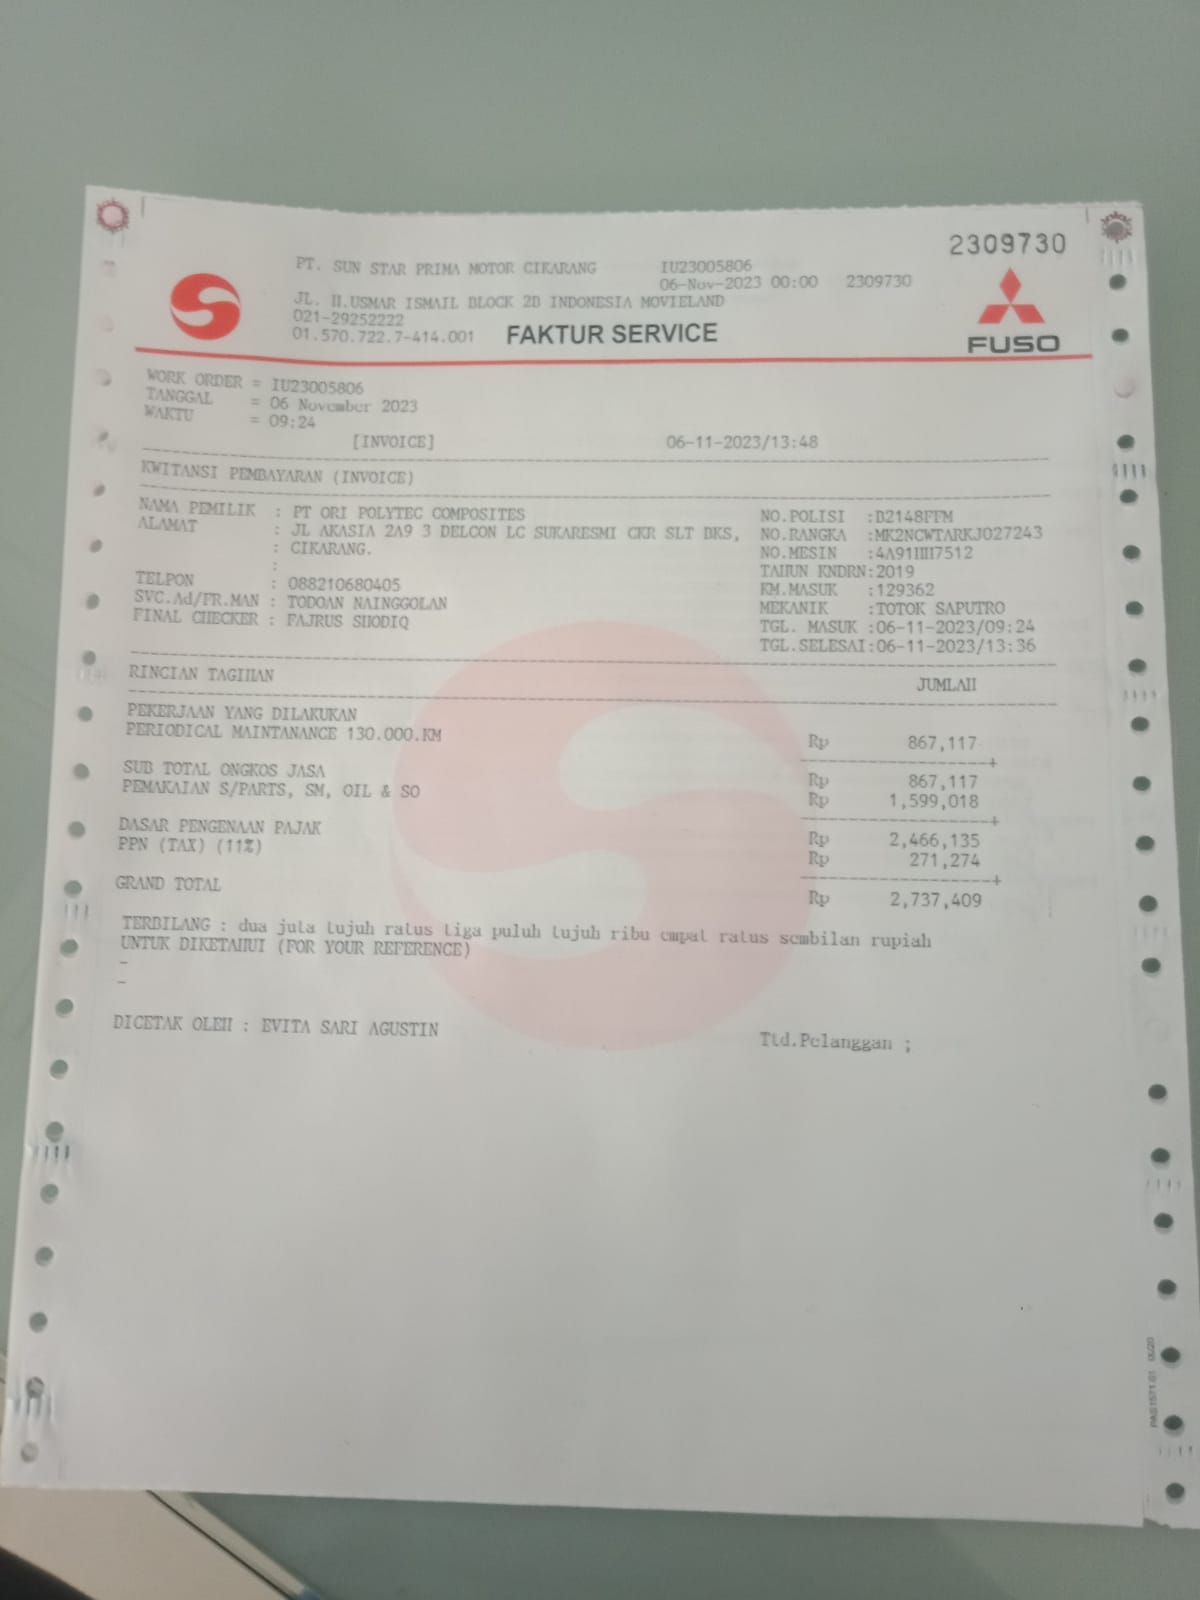 2309730
PT. SUN STAR PRIMA MOTOR CIKARANG IU23005806
06-Nov-2023 00:00 2309730
JL. H.USMAR ISMAIL BLOCK 2B INDONESIA MOVIELAND
021-29252222
01.570.722.7-414.001 FAKTUR SERVICE
FUSO
WORK ORDER = IU23005806
TANGGAL = 06 November 2023
WAKTU = 09:24
[INVOICE] 06-11-2023/13:48
KWITANSI PEMBAYARAN (INVOICE)
NAMA PEMILIK : PT ORI POLYTEC COMPOSITES NO.POLISI :B2148FFM
ALAMAT : JL AKASIA 2A9 3 DELCON LC SUKARESMI CKR SLT BKS, NO.RANGKA :MK2NCWTARKJ027243
: CIKARANG. NO.MESIN
: TAHUN KNDRN:2019
TELPON : 088210680405 KM.MASUK :129362
SVC.Ad/FR.MAN : TODOAN NAINGGOLAN MEKANIK :TOTOK SAPUTRO
FINAL CHECKER : FAJRUS SHODIQ TGL. MASUK :06-11-2023/09:24
TGL.SELESAI:06-11-2023/13:36
RINCIAN TAGIHAN JUMLAH
PEKERJAAN YANG DILAKUKAN
PERIODICAL MAINTANANCE 130.000.KM Rp 867,117
SUB TOTAL ONGKOS JASA Rp 867,117
PEMAKAIAN S/PARTS, SM, OIL & SO Rp 1,599,018
DASAR PENGENAAN PAJAK Rp 2,466,135
PPN (TAX) (11%) Rp 271,274
GRAND TOTAL Rp 2,737,409
TERBILANG : dua juta tujuh ratus tiga puluh tujuh ribu empat ratus sembilan rupiah
UNTUK DIKETAHUI (FOR YOUR REFERENCE)
-
-
DICETAK OLEH : EVITA SARI AGUSTIN Ttd.Pelanggan ;